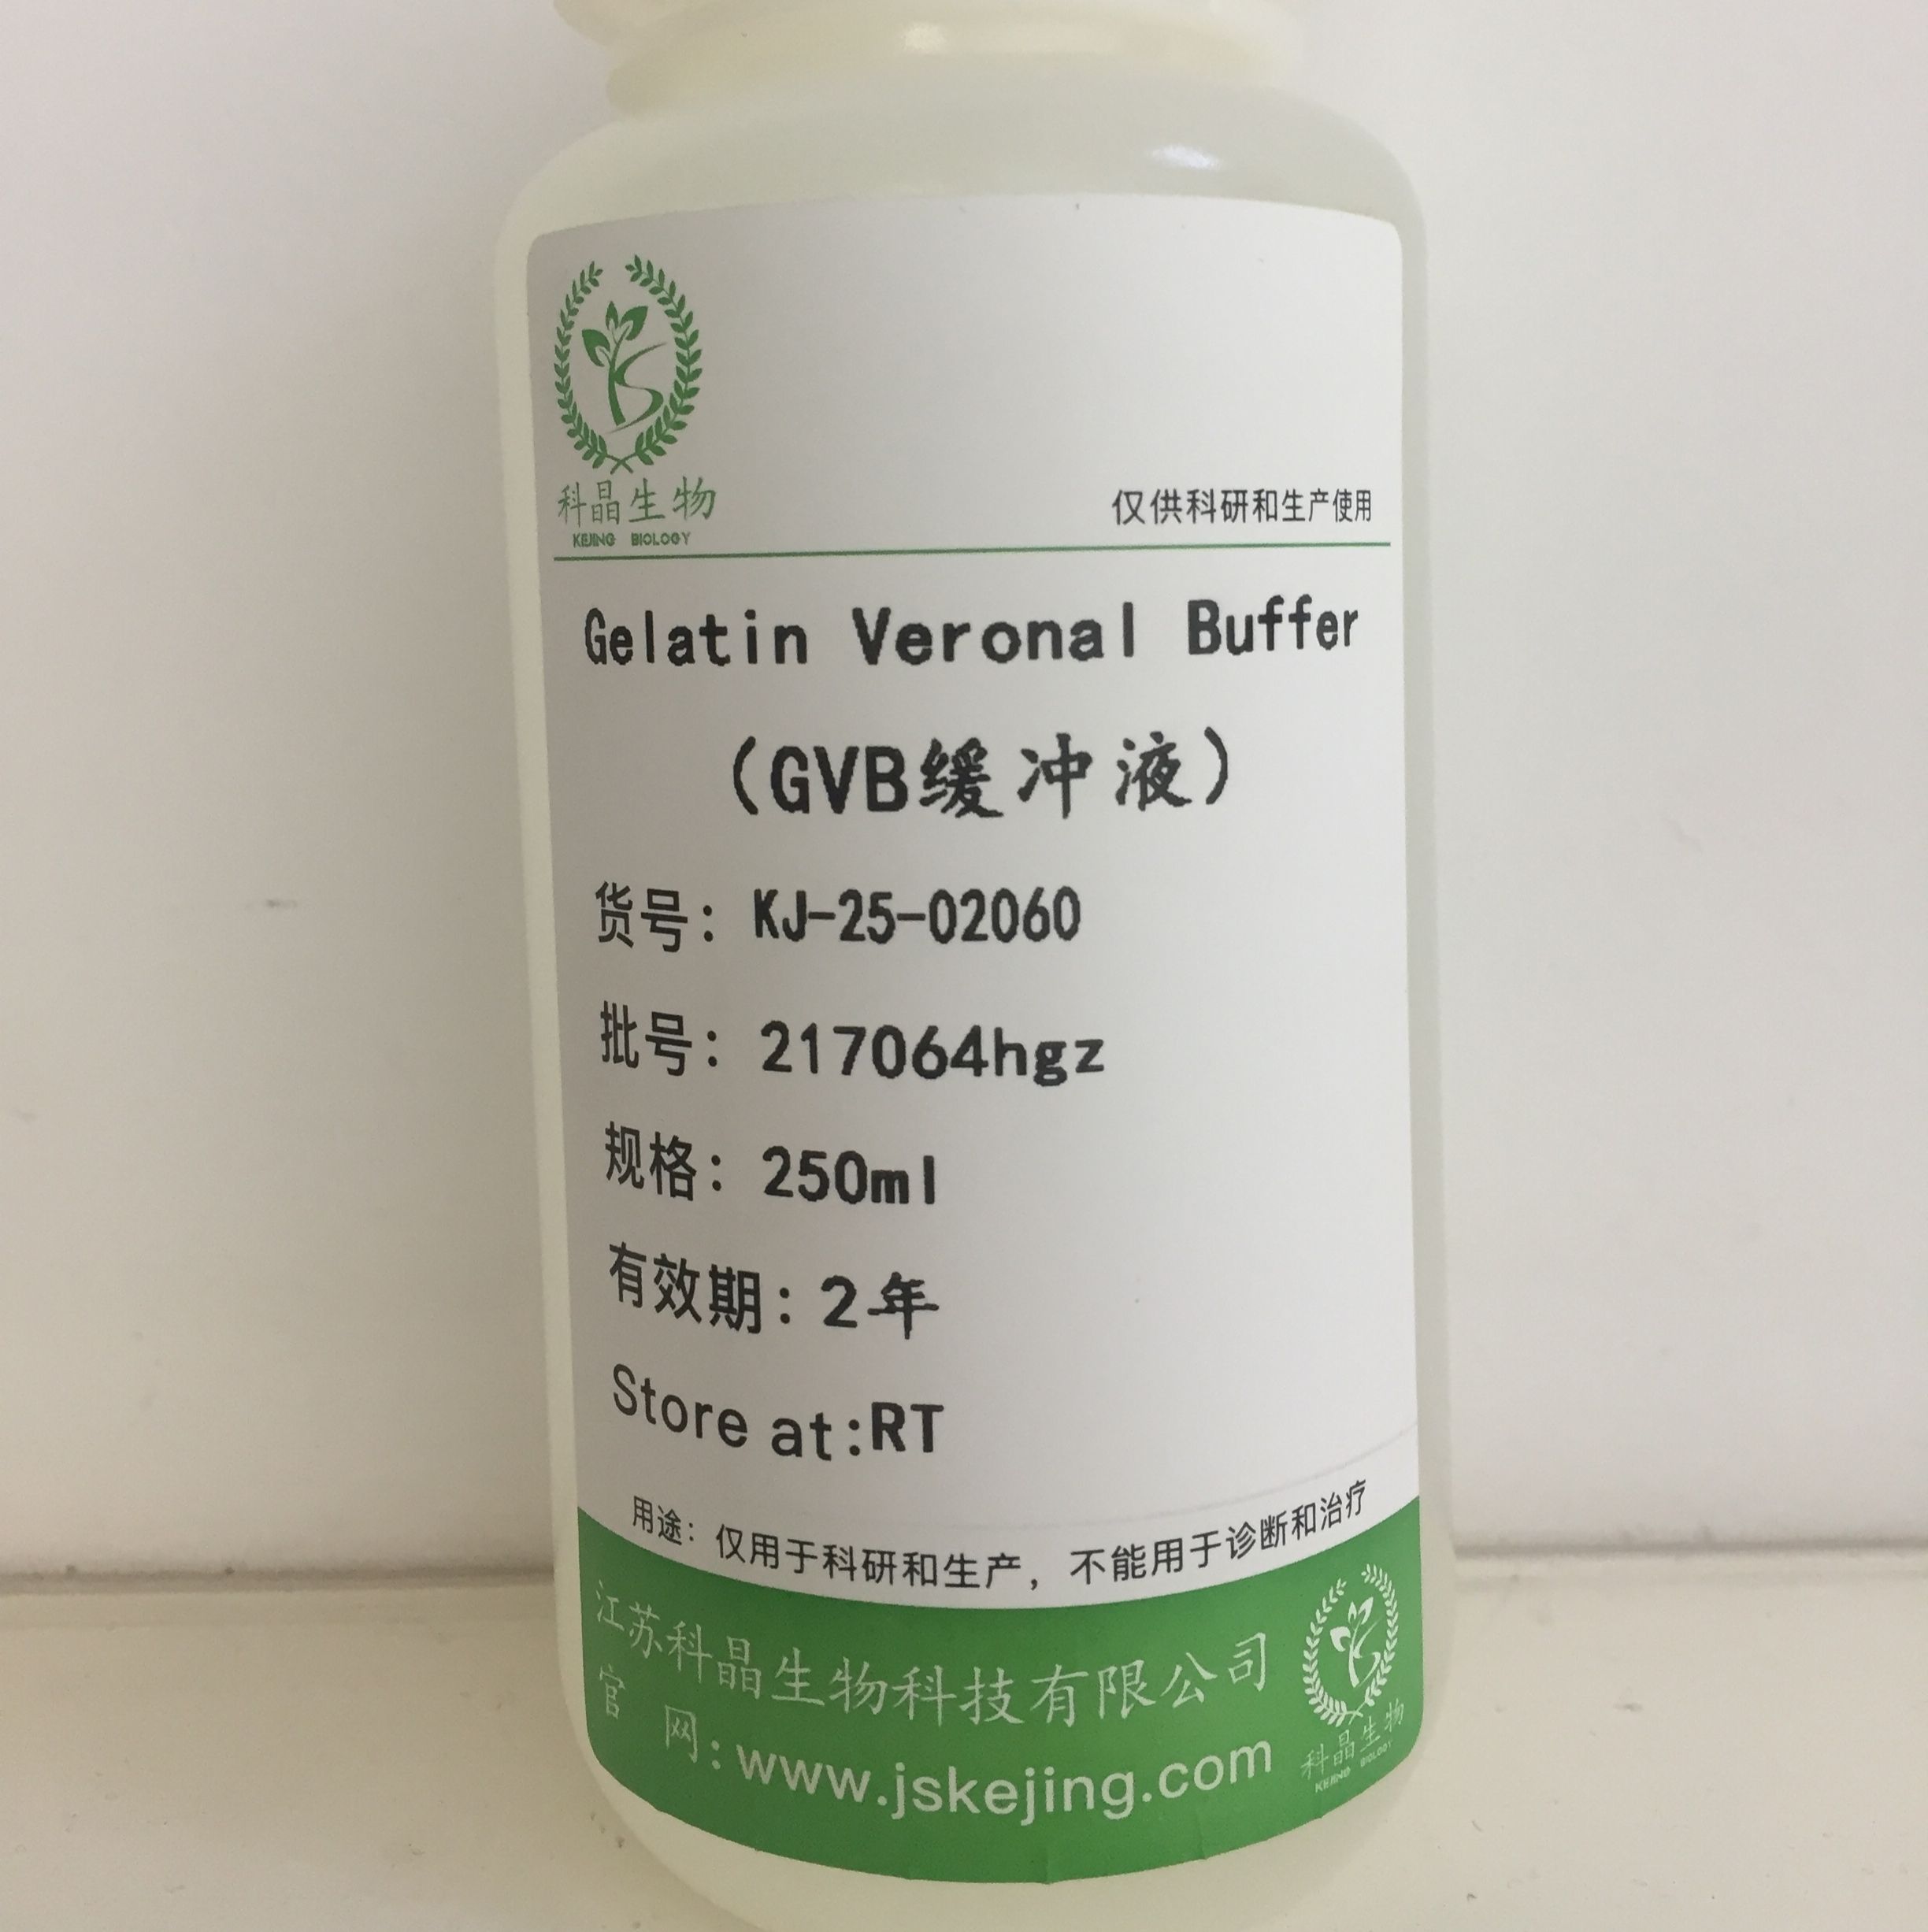 科晶生物
KEJING BIOLOGY
仅供科研和生产使用
Gelatin Veronal Buffer
(GVB缓冲液)
货号: KJ-25-02060
批号: 217064hgz
规格: 250ml
有效期: 2年
Store at:RT
用途: 仅用于科研和生产, 不能用于诊断和治疗
江苏科晶生物科技有限公司
官 网:www.jskejing.com
科晶生物
KEJING BIOLOGY